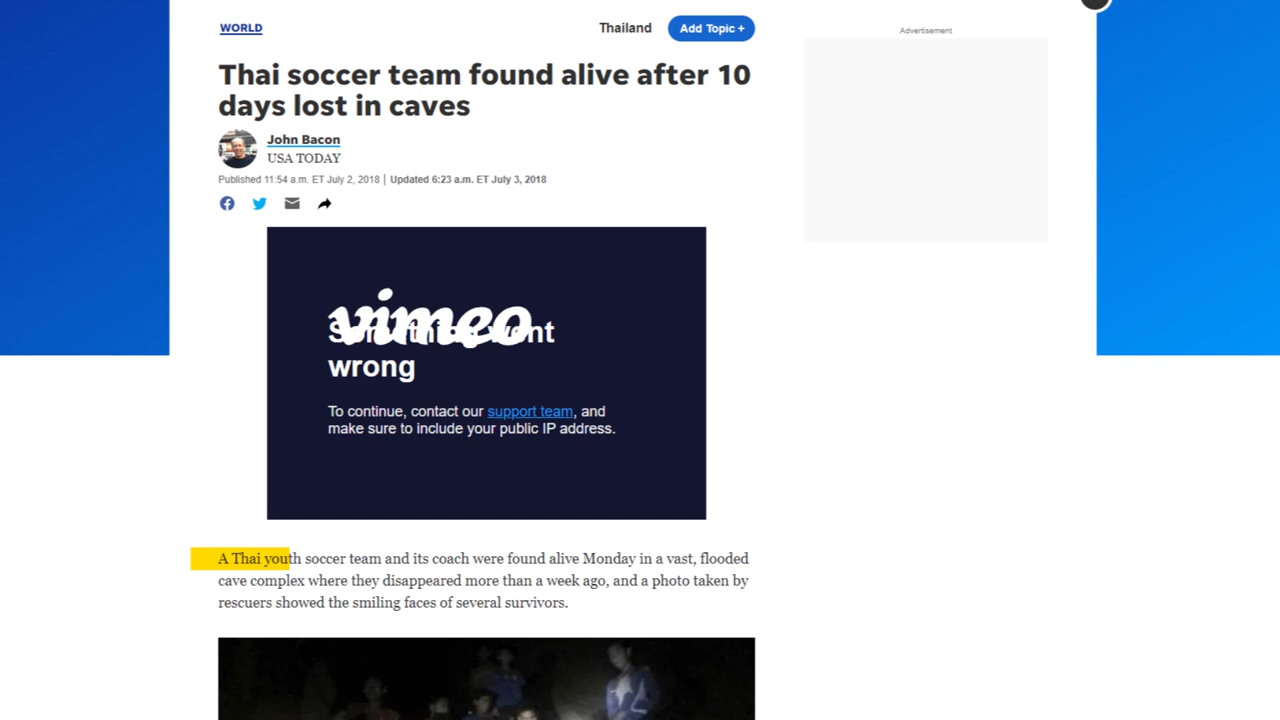 WORLD
Thailand
Add Topic +
Advertisement
Thai soccer team found alive after 10
days lost in caves
John Bacon
USA TODAY
Published 11:54 a.m. ET July 2, 2018 | Updated 6:23 a.m. ET July 3, 2018
vimeo
Something went
wrong
To continue, contact our support team, and
make sure to include your public IP address.
A Thai youth soccer team and its coach were found alive Monday in a vast, flooded
cave complex where they disappeared more than a week ago, and a photo taken by
rescuers showed the smiling faces of several survivors.